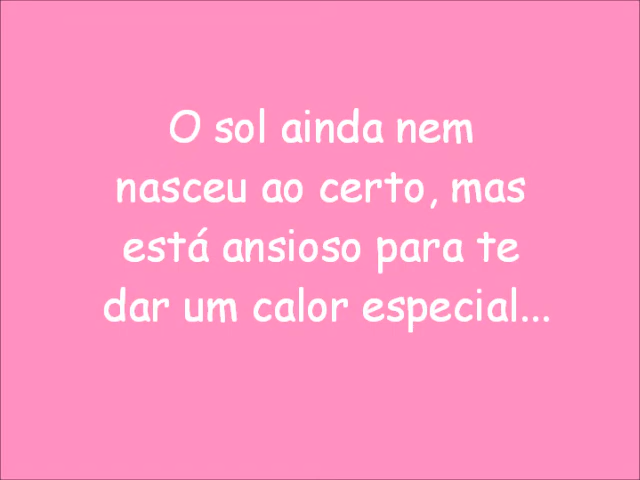 O sol ainda nem
nasceu ao certo, mas
está ansioso para te
dar um calor especial...